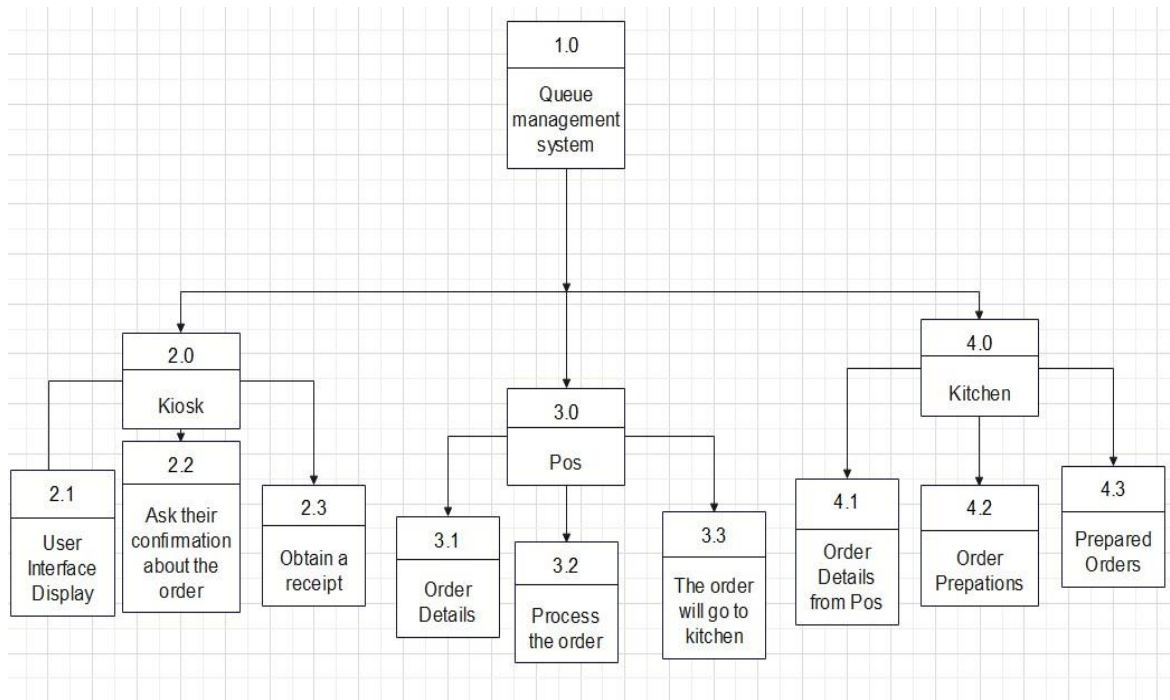 1.0
Queue
management
system
2.0
Kiosk
2.1
User
Interface
Display
2.2
Ask their
confirmation
about the
order
2.3
Obtain a
receipt
3.0
Pos
3.1
Order
Details
3.2
Process
the order
3.3
The order
will go to
kitchen
4.0
Kitchen
4.1
Order
Details
from Pos
4.2
Order
Prepations
4.3
Prepared
Orders